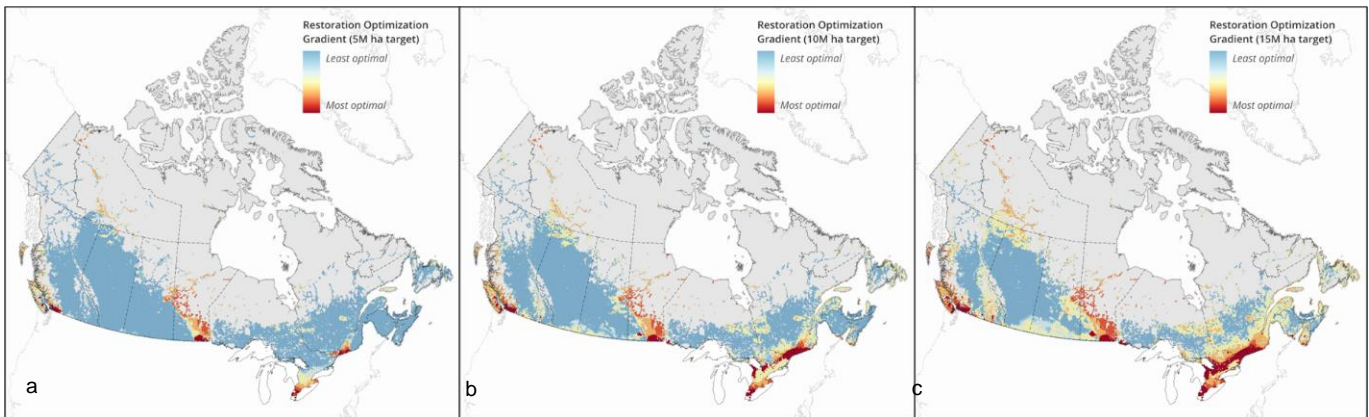 Restoration Optimization
Gradient (5M ha target)
Least optimal
Most optimal
a
Restoration Optimization
Gradient (10M ha target)
Least optimal
Most optimal
b
Restoration Optimization
Gradient (15M ha target)
Least optimal
Most optimal
c